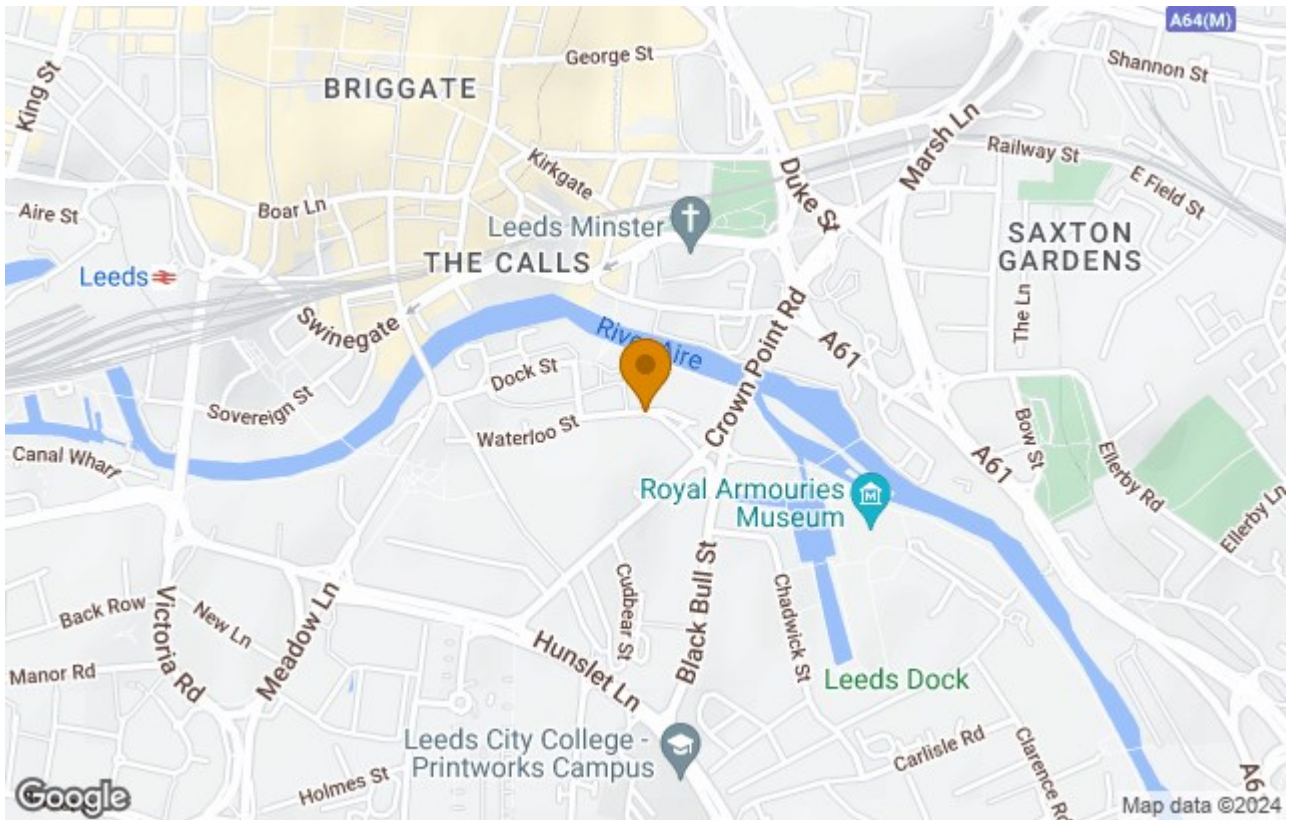 A64(M)
George St
Shannon St
King St
BRIGGATE
Marsh Ln
Railway St
Kirkgate
Duke St
E Field St
Aire St
Boar Ln
Leeds Minster
SAXTON
GARDENS
THE CALLS
Leeds
The Ln
Crown Point Rd
Swinegate
River Aire
A61
Dock St
Sovereign St
Waterloo St
Bow St
Canal Wharf
A61
Ellerby Rd
Royal Armouries
Museum
Ellerby Ln
Black Bull St
Cudbear St
Chadwick St
Back Row
Victoria Rd
New Ln
Meadow Ln
Manor Rd
Hunslet Ln
Leeds Dock
Leeds City College -
Printworks Campus
Carlisle Rd
Clarence Rd
Holmes St
Google
Map data ©2024